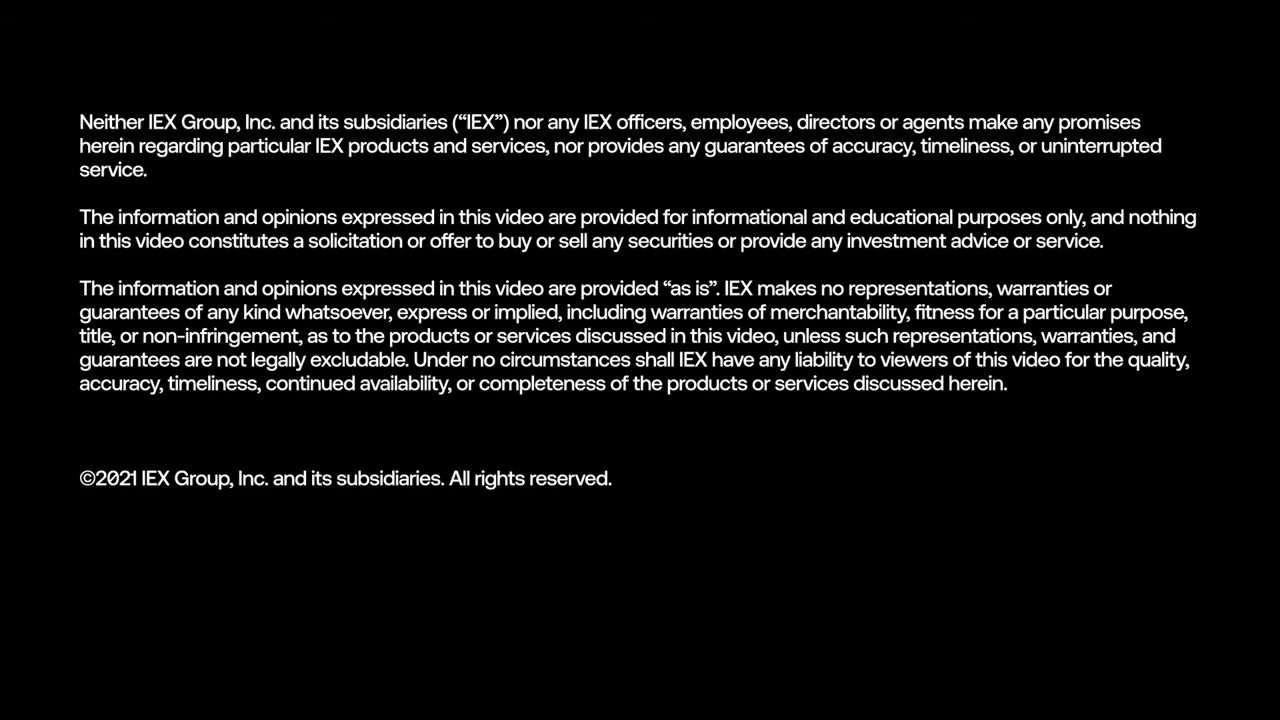 Neither IEX Group, Inc. and its subsidiaries (“IEX”) nor any IEX officers, employees, directors or agents make any promises
herein regarding particular IEX products and services, nor provides any guarantees of accuracy, timeliness, or uninterrupted
service.
The information and opinions expressed in this video are provided for informational and educational purposes only, and nothing
in this video constitutes a solicitation or offer to buy or sell any securities or provide any investment advice or service.
The information and opinions expressed in this video are provided “as is”. IEX makes no representations, warranties or
guarantees of any kind whatsoever, express or implied, including warranties of merchantability, fitness for a particular purpose,
title, or non-infringement, as to the products or services discussed in this video, unless such representations, warranties, and
guarantees are not legally excludable. Under no circumstances shall IEX have any liability to viewers of this video for the quality,
accuracy, timeliness, continued availability, or completeness of the products or services discussed herein.
©2021 IEX Group, Inc. and its subsidiaries. All rights reserved.